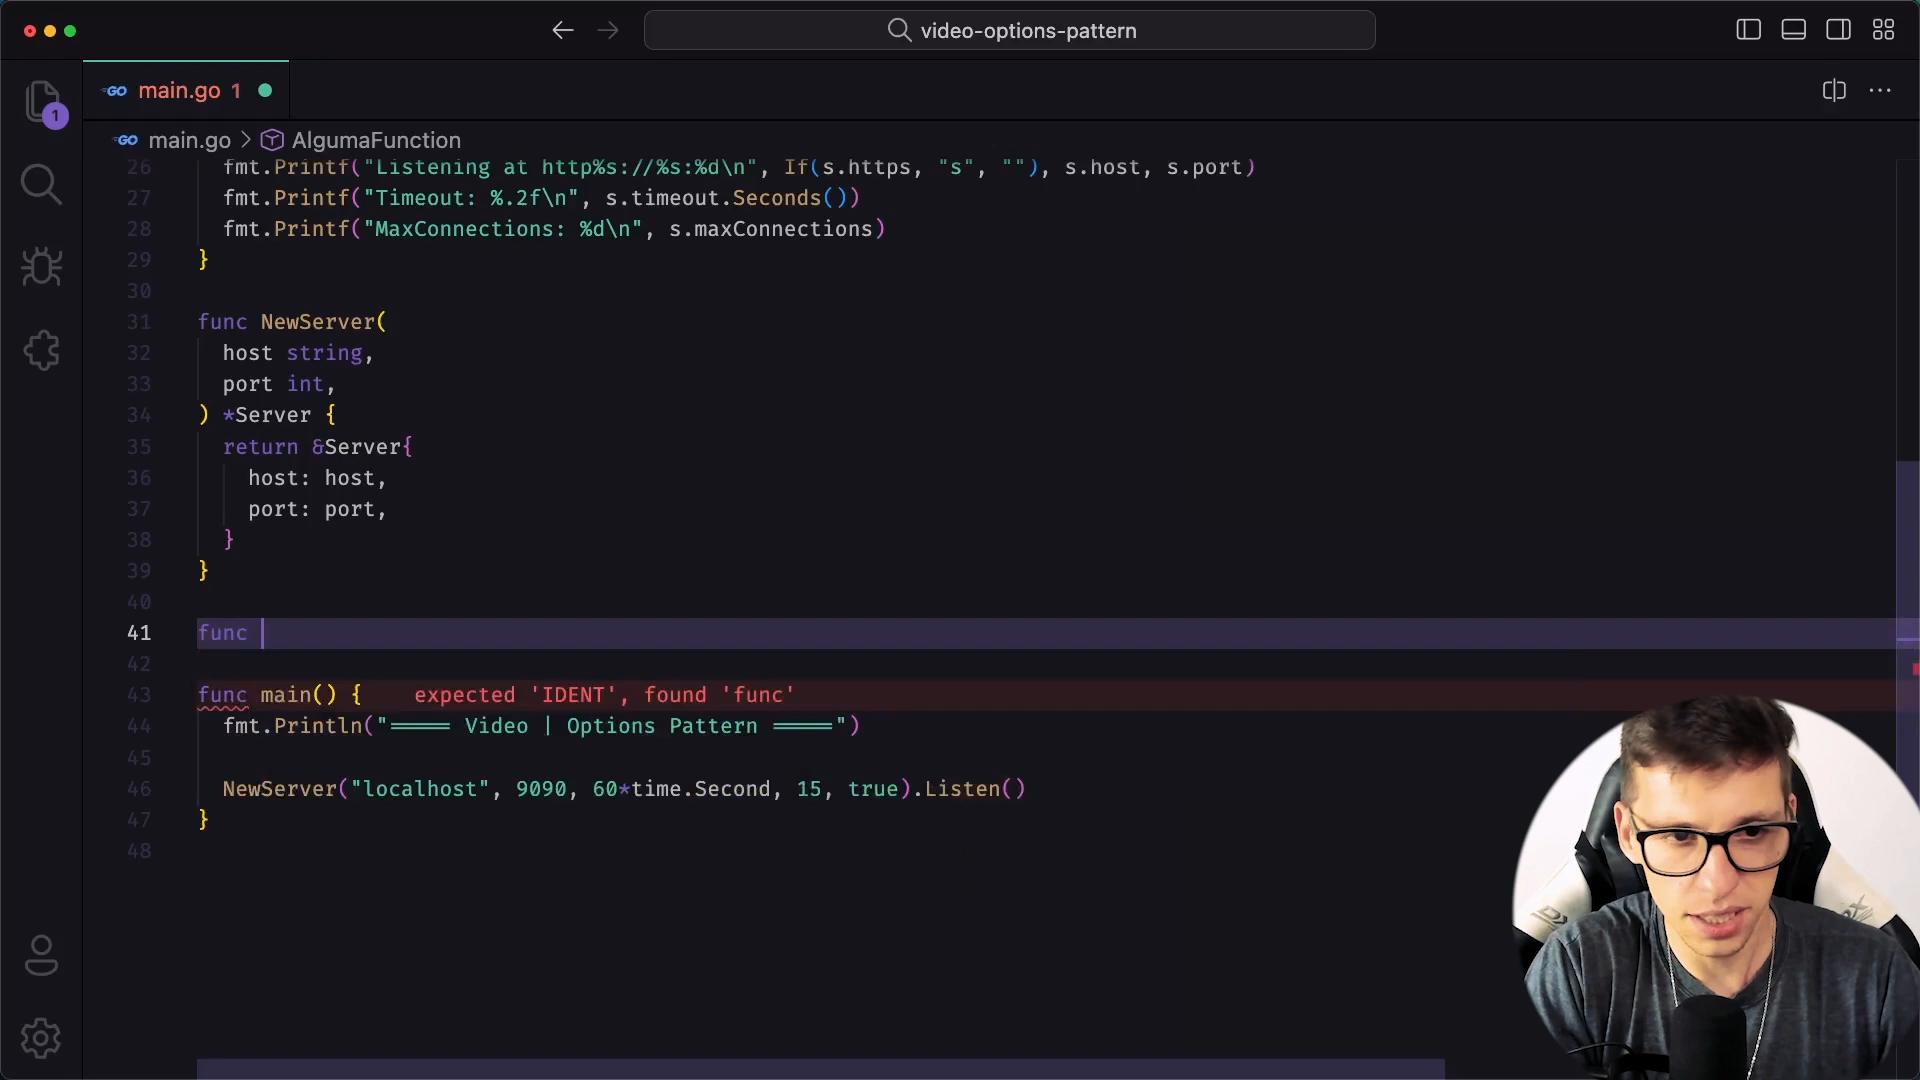 video-options-pattern
GO main.go 1
1
GO main.go > AlgumaFunction
26 fmt.Printf("Listening at http%s://%s:%d\n", If(s.https, "s", ""), s.host, s.port)
27 fmt.Printf("Timeout: %.2f\n", s.timeout.Seconds())
28 fmt.Printf("MaxConnections: %d\n", s.maxConnections)
29 }
30
31 func NewServer(
32 host string,
33 port int,
34 ) *Server {
35 return &Server{
36 host: host,
37 port: port,
38 }
39 }
40
41 func
42
43 func main() { expected 'IDENT', found 'func'
44 fmt.Println("===== Video | Options Pattern =====")
45
46 NewServer("localhost", 9090, 60*time.Second, 15, true).Listen()
47 }
48